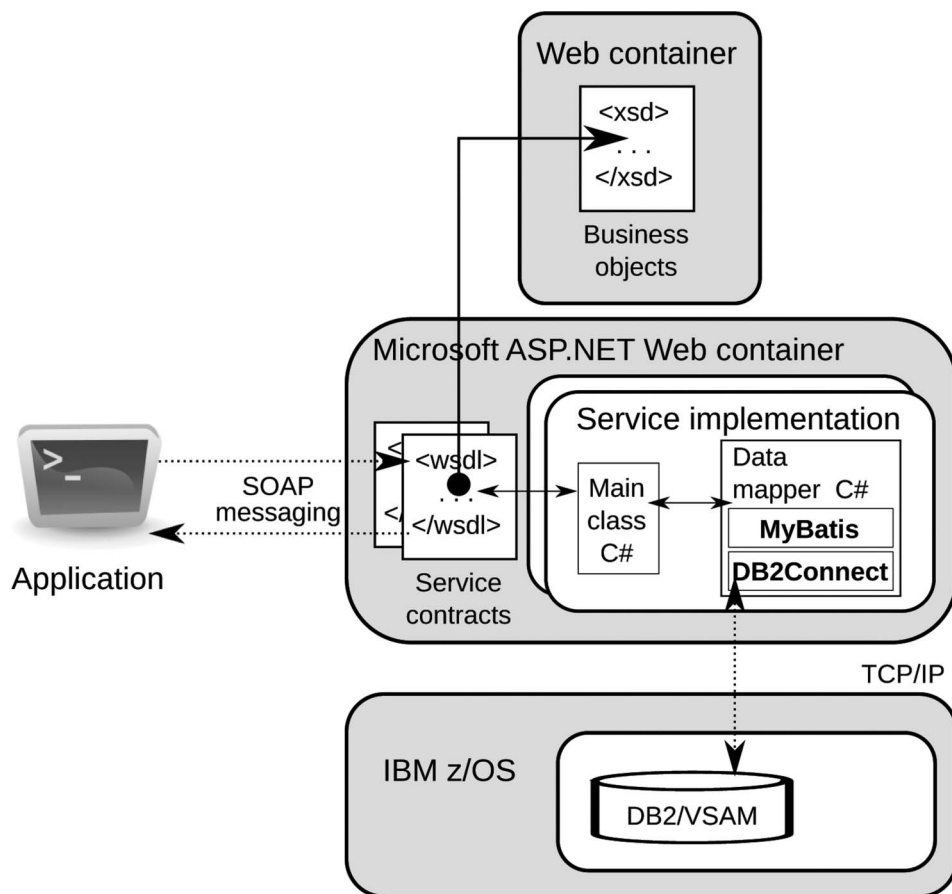 Web container
<xsd>
. . .
</xsd>
Business
objects
Microsoft ASP.NET Web container
Service implementation
>_
SOAP
messaging
Application
<
</
<wsdl>
. . .
</wsdl>
Service
contracts
Main
class
C#
Data
mapper C#
MyBatis
DB2Connect
TCP/IP
IBM z/OS
DB2/VSAM